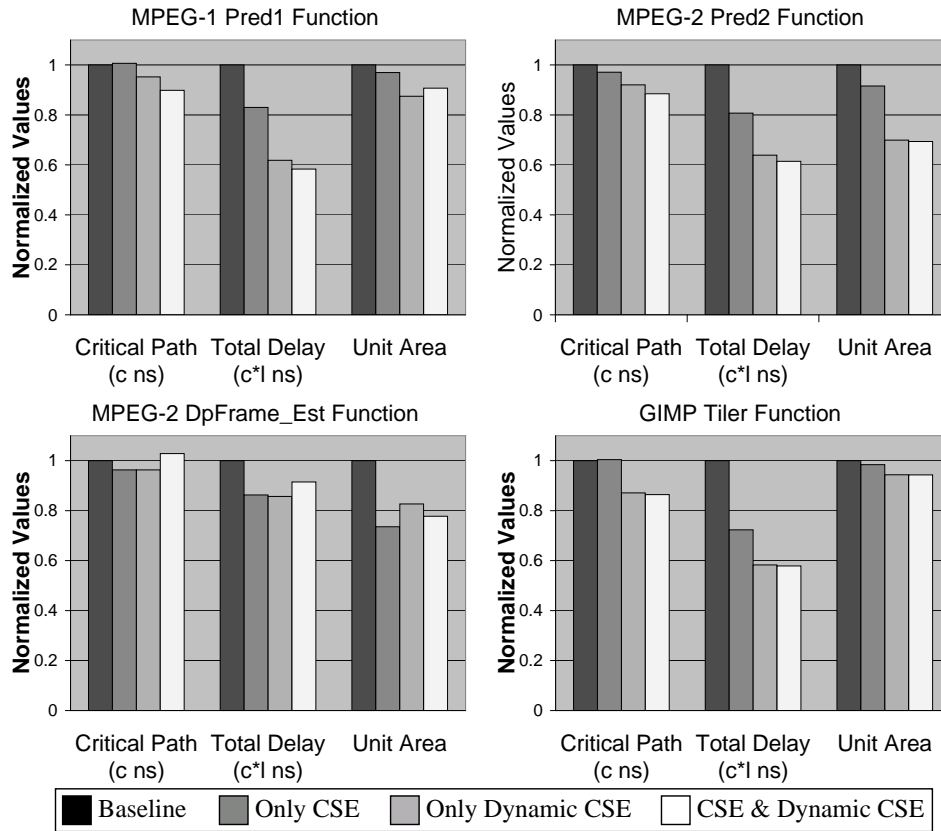 MPEG-1 Pred1 Function
Normalized Values
1
0.8
0.6
0.4
0.2
0
Critical Path
(c ns)
Total Delay
(c*l ns)
Unit Area
MPEG-2 Pred2 Function
Normalized Values
1
0.8
0.6
0.4
0.2
0
Critical Path
(c ns)
Total Delay
(c*l ns)
Unit Area
MPEG-2 DpFrame_Est Function
Normalized Values
1
0.8
0.6
0.4
0.2
0
Critical Path
(c ns)
Total Delay
(c*l ns)
Unit Area
GIMP Tiler Function
Normalized Values
1
0.8
0.6
0.4
0.2
0
Critical Path
(c ns)
Total Delay
(c*l ns)
Unit Area
Baseline
Only CSE
Only Dynamic CSE
CSE & Dynamic CSE